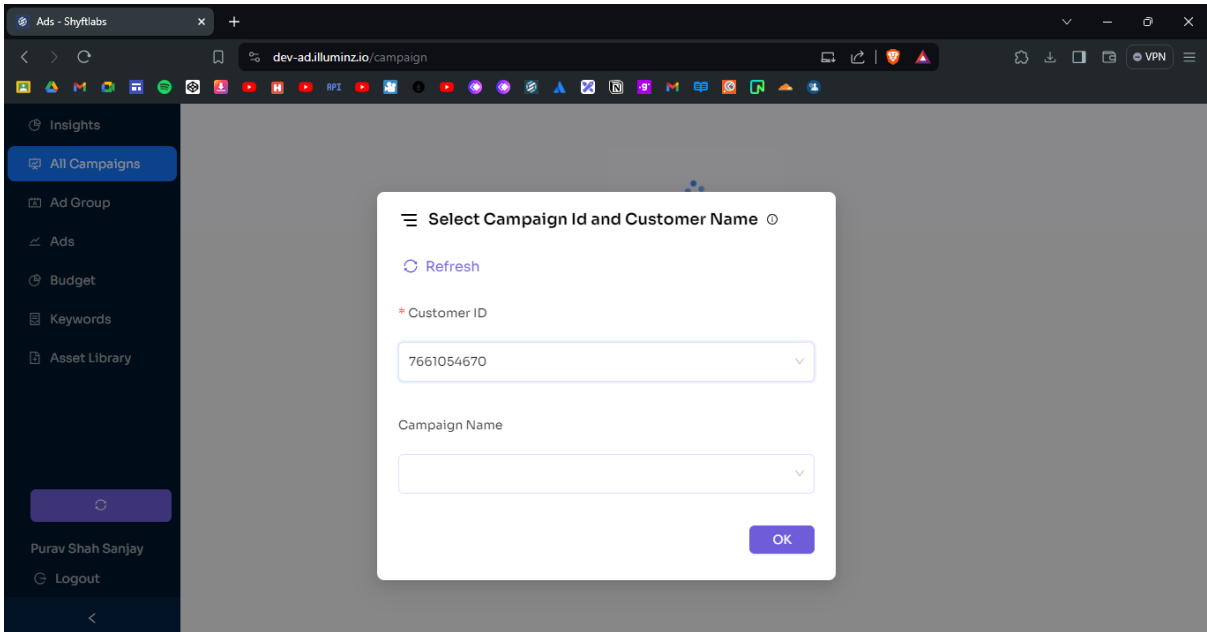 Ads - Shyftlabs
dev-ad.illuminz.io/campaign
VPN
API
Insights
All Campaigns
Ad Group
Ads
Budget
Keywords
Asset Library
Purav Shah Sanjay
Logout
Select Campaign Id and Customer Name
Refresh
* Customer ID
7661054670
Campaign Name
OK